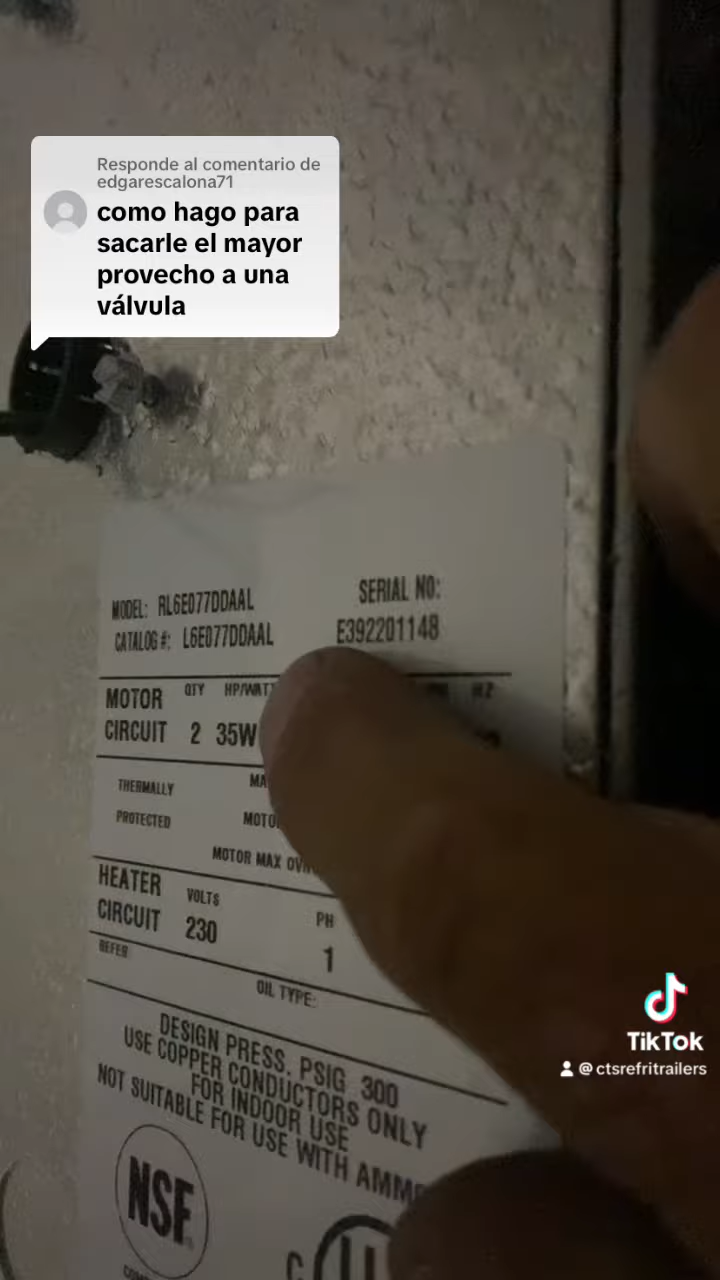 Responde al comentario de
edgarescalona71
como hago para
sacarle el mayor
provecho a una
válvula
MODEL: RL6E077DDAAL
SERIAL NO:
CATALOG #: L6E077DDAAL
E392201148
MOTOR
CIRCUIT
QTY
HP/WATT
HZ
2
35W
THERMALLY
PROTECTED
MOTOR MAX
HEATER
CIRCUIT
VOLTS
230
PH
1
REFER
OIL TYPE:
DESIGN PRESS. PSIG 300
USE COPPER CONDUCTORS ONLY
FOR INDOOR USE
NOT SUITABLE FOR USE WITH
NSF
C
TikTok
@ctsrefritrailers